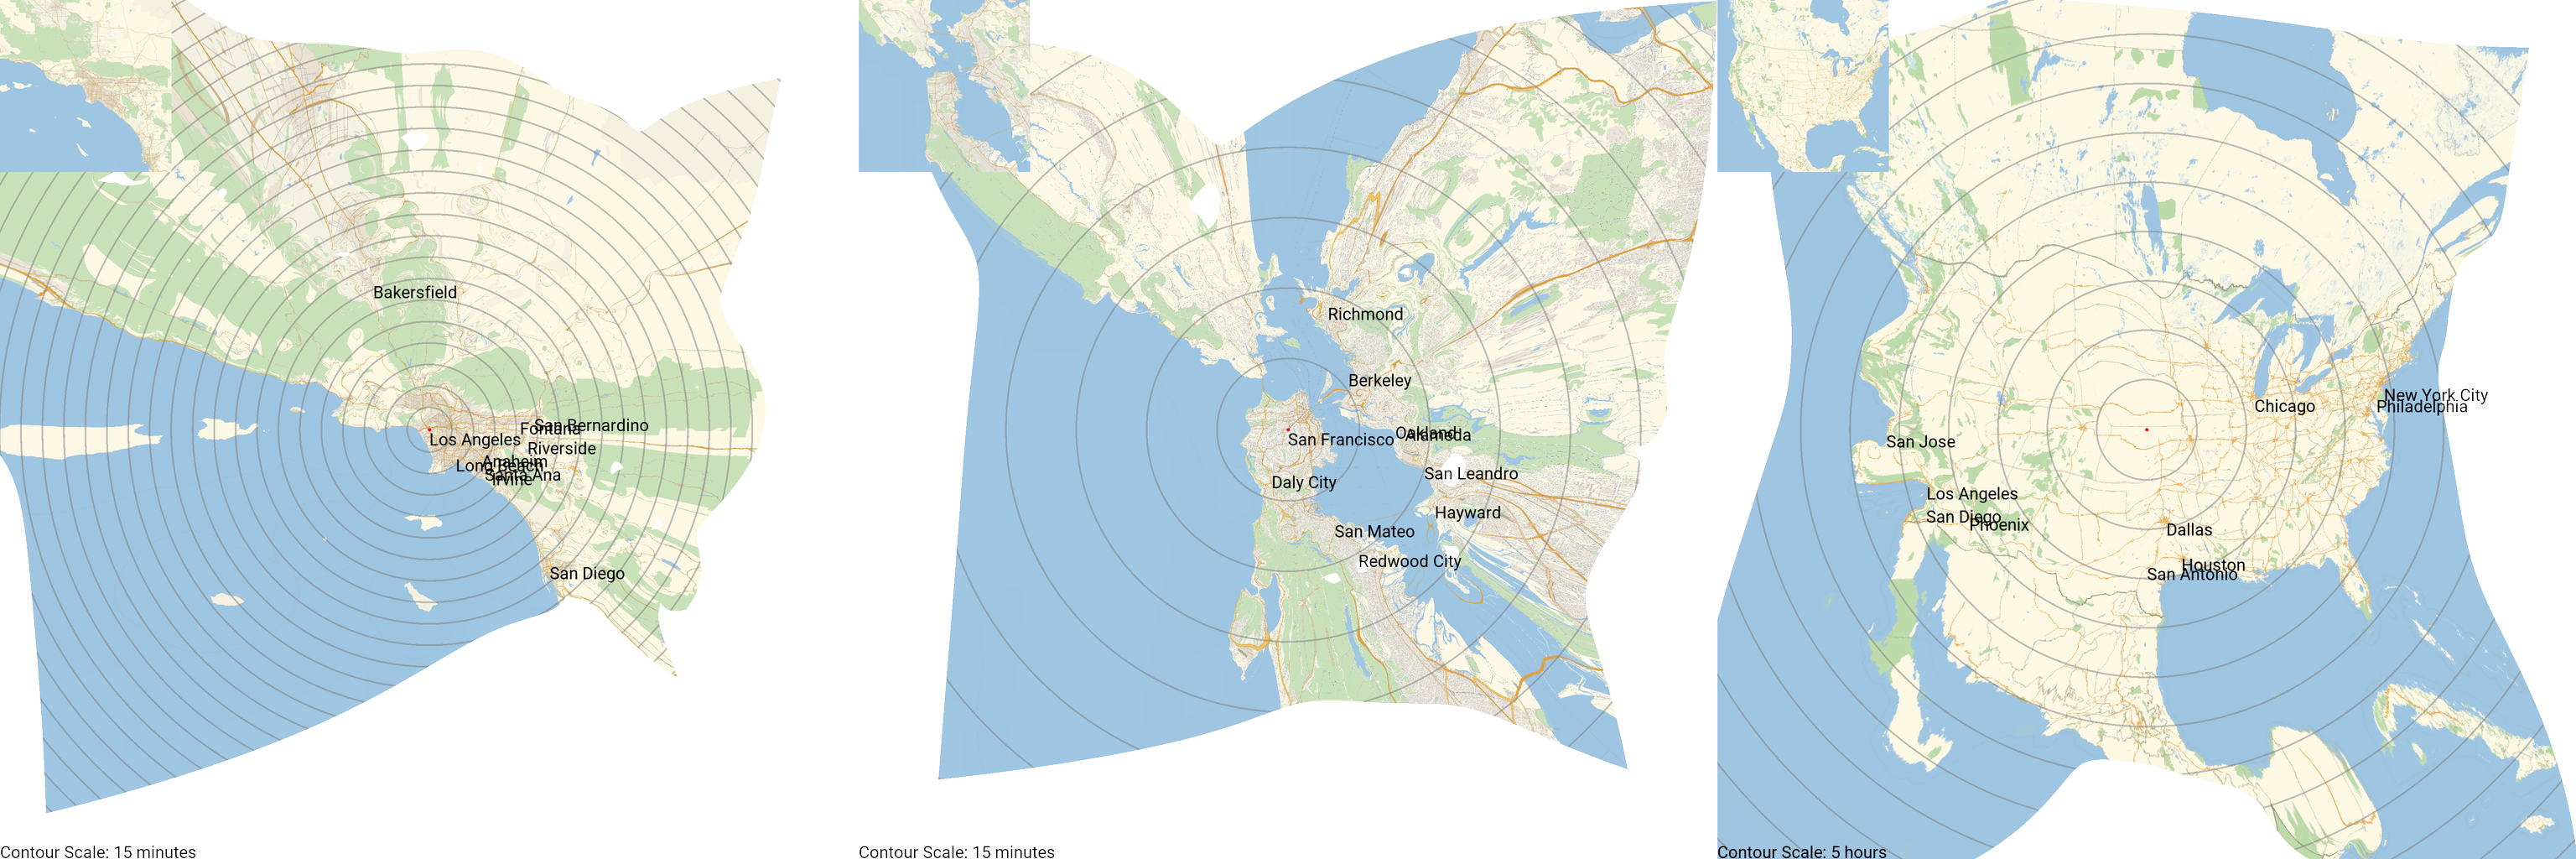 Bakersfield
San Bernardino
Fontana
Los Angeles
Riverside
Anaheim
Long Beach
Santa Ana
Irvine
San Diego
Contour Scale: 15 minutes
Richmond
Berkeley
Oakland
Alameda
San Francisco
San Leandro
Daly City
Hayward
San Mateo
Redwood City
Contour Scale: 15 minutes
New York City
Chicago
Philadelphia
San Jose
Los Angeles
San Diego
Phoenix
Dallas
Houston
San Antonio
Contour Scale: 5 hours